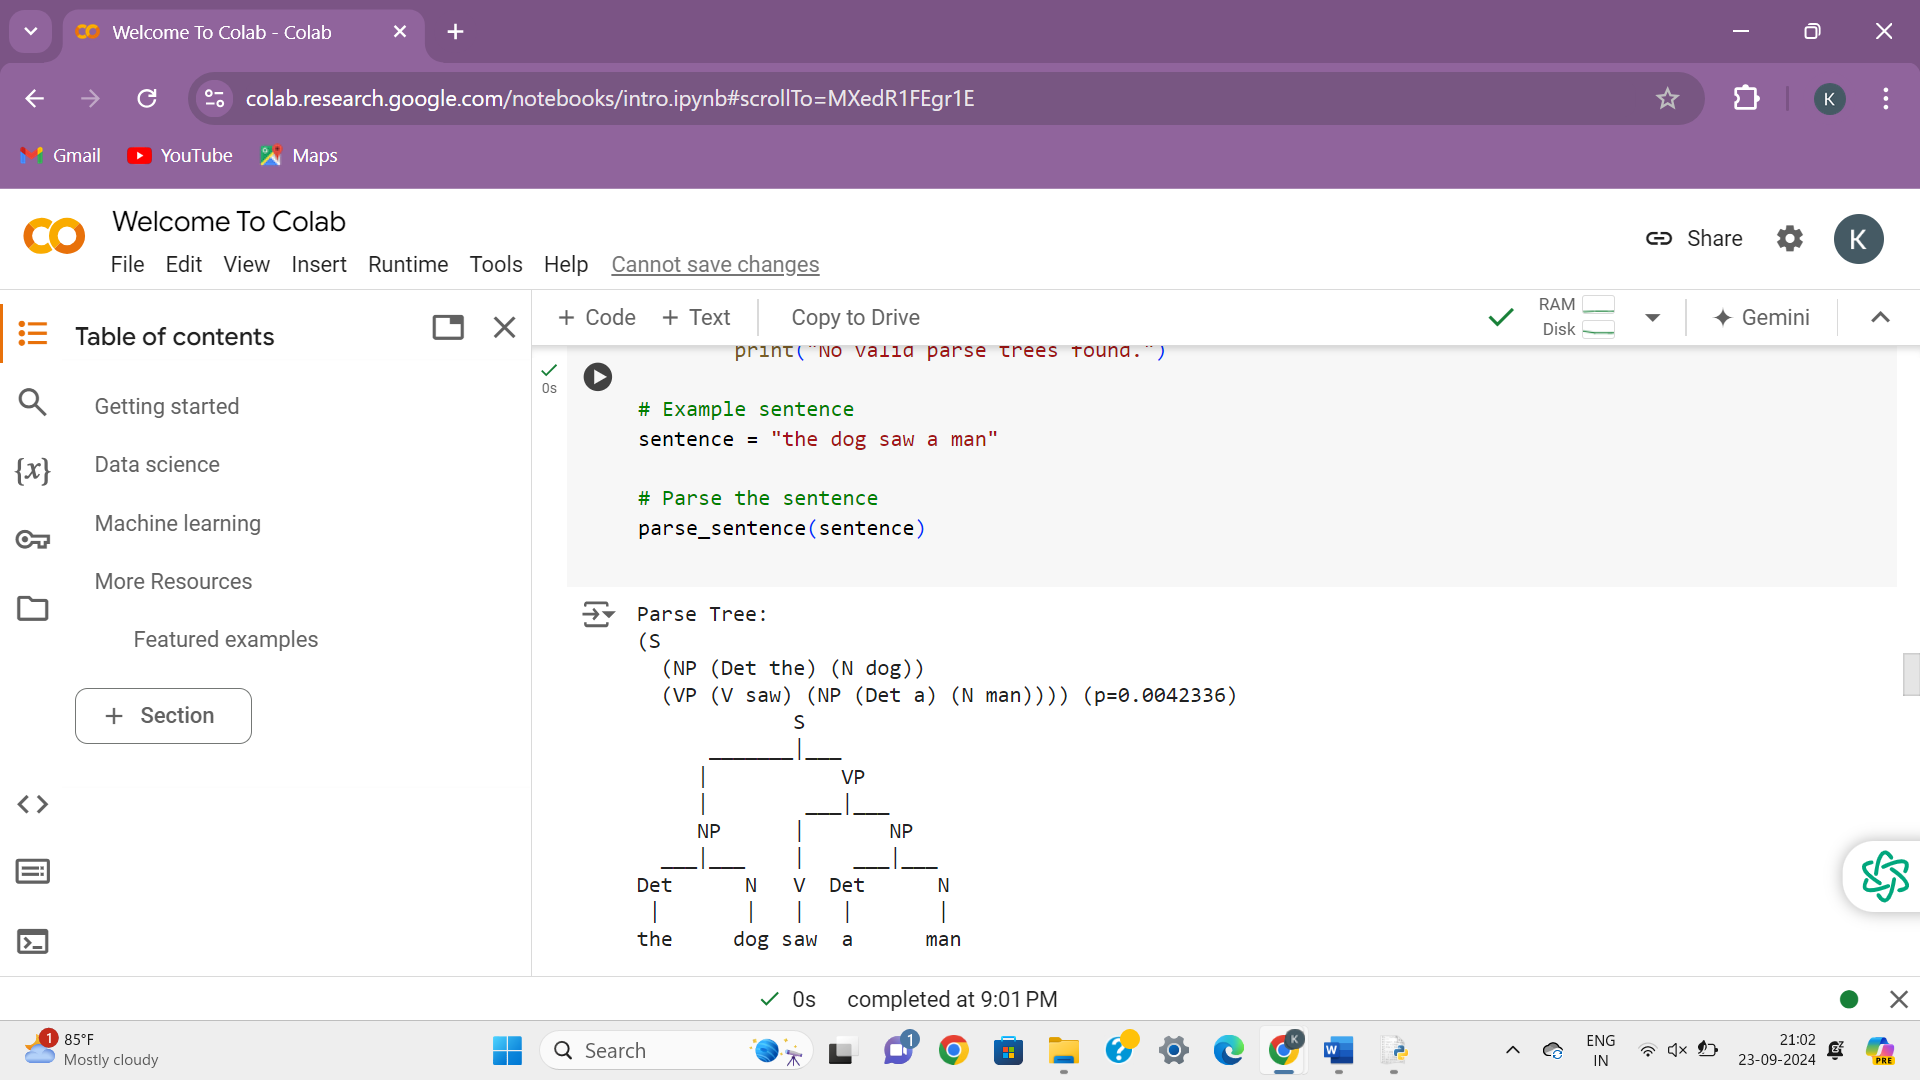 Welcome To Colab - Colab
colab.research.google.com/notebooks/intro.ipynb#scrollTo=MXedR1FEgr1E
K
Gmail
YouTube
Maps
Welcome To Colab
File Edit View Insert Runtime Tools Help Cannot save changes
Share
K
Table of contents
+ Code + Text
Copy to Drive
RAM
Disk
Gemini
Getting started
Data science
Machine learning
More Resources
Featured examples
+ Section
{x}
0s
print("No valid parse trees found.")
# Example sentence
sentence = "the dog saw a man"
# Parse the sentence
parse_sentence(sentence)
Parse Tree:
(S
(NP (Det the) (N dog))
(VP (V saw) (NP (Det a) (N man)))) (p=0.0042336)
S
________|___
| VP
| ___|___
NP | NP
___|___ | ___|___
Det N V Det N
| | | | |
the dog saw a man
0s completed at 9:01 PM
1
85°F
Mostly cloudy
Search
1
K
W
ENG
IN
21:02
23-09-2024
PRE